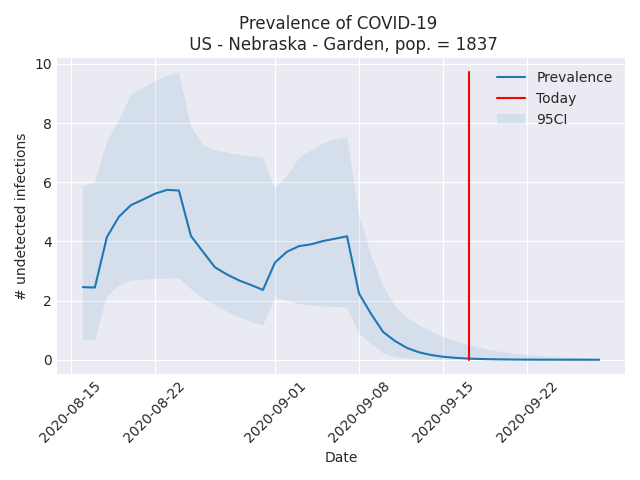 Prevalence of COVID-19
US - Nebraska - Garden, pop. = 1837
10
8
6
4
2
0
# undetected infections
Prevalence
Today
95CI
2020-08-15
2020-08-22
2020-09-01
2020-09-08
2020-09-15
2020-09-22
Date